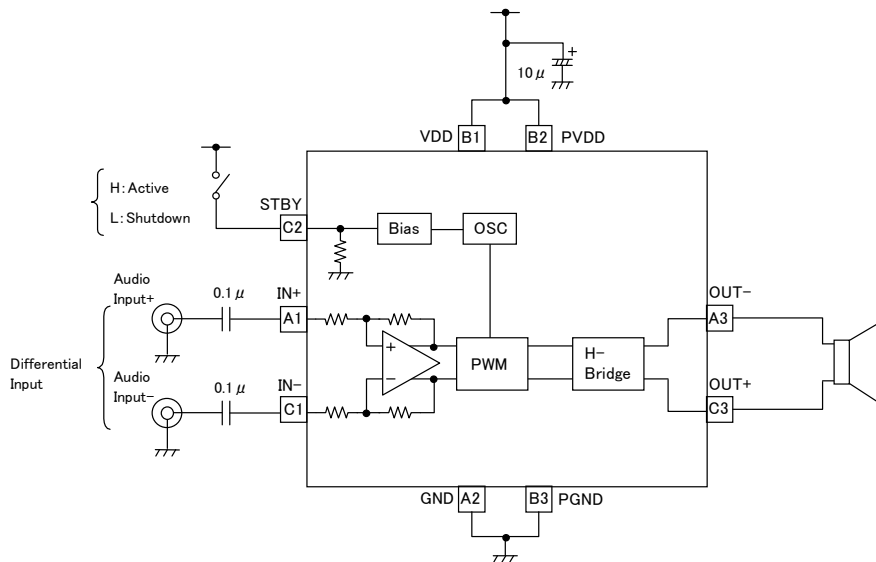 +
10μ
VDD
B1
B2
PVDD
H:Active
L:Shutdown
STBY
C2
Bias
OSC
Audio
Input+
0.1μ
IN+
A1
OUT-
A3
Differential
Input
+
-
PWM
H-
Bridge
Audio
Input-
0.1μ
IN-
C1
OUT+
C3
GND
A2
B3
PGND